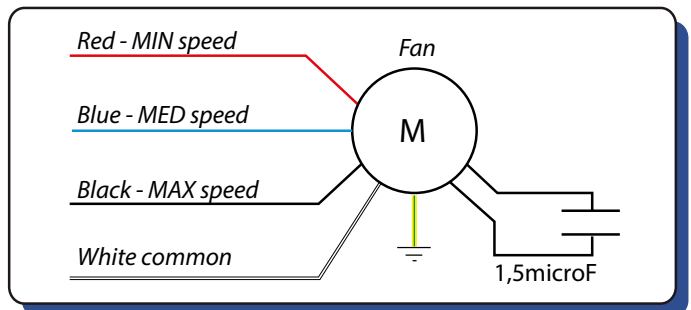 Red - MIN speed
Fan
Blue - MED speed
M
Black - MAX speed
White common
1,5microF